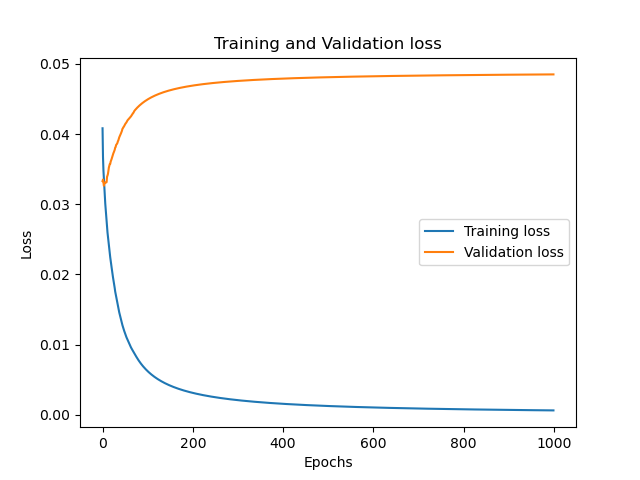 Training and Validation loss
0.05
0.04
0.03
0.02
0.01
0.00
Loss
Training loss
Validation loss
0
200
400
600
800
1000
Epochs